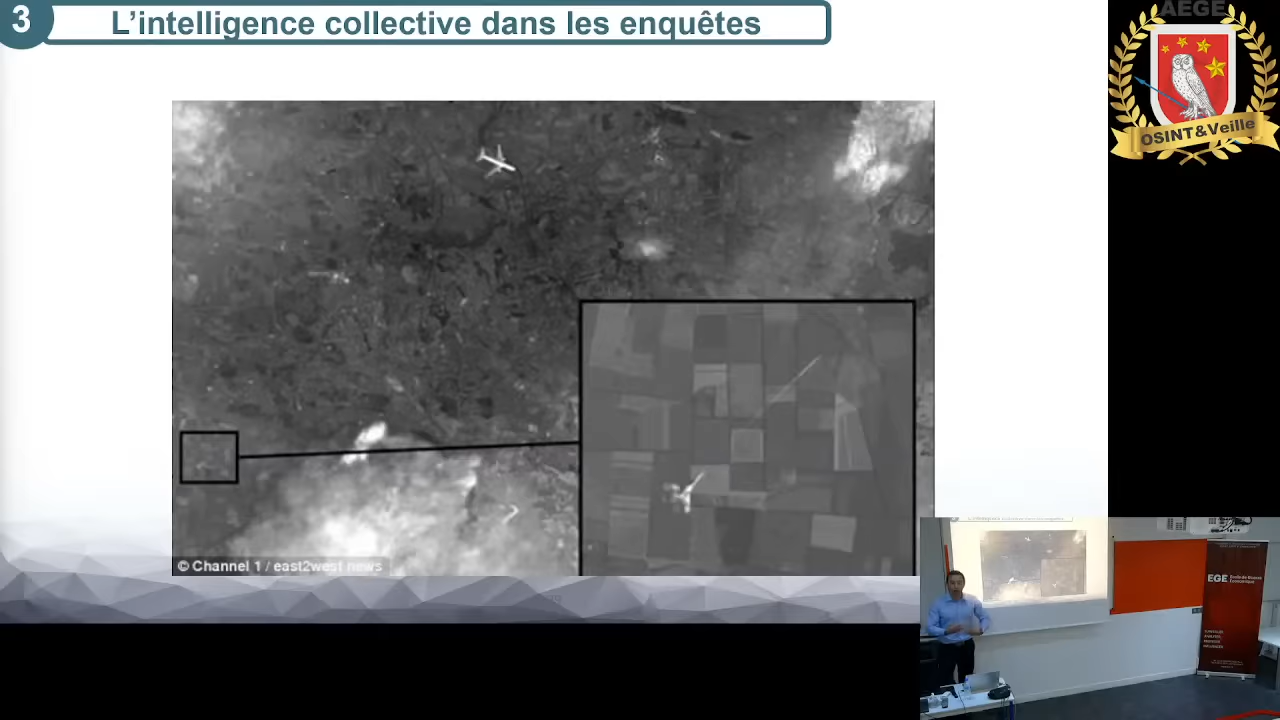 3
L'intelligence collective dans les enquêtes
AEGE
OSINT&Veille
© Channel 1 / east2west news
EGE